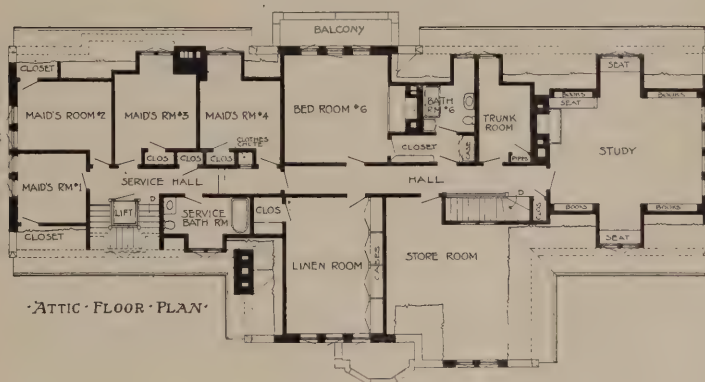 BALCONY
CLOSET
SEAT
MAID'S ROOM #2
MAID'S RM #3
MAID'S RM #4
BED ROOM #6
BATH
RM #6
TRUNK
ROOM
BOOKS
BOOKS
SEAT
STUDY
CLOTHES
CHUTE
CLOS
CLOS
CLOS
CLOSET
CASE
PIPES
MAID'S RM #1
SERVICE HALL
HALL
LIFT
D
SERVICE
BATH RM
CLOS
D
CLOS
BOOKS
BOOKS
CLOSET
LINEN ROOM
CASES
STORE ROOM
SEAT
·ATTIC·FLOOR·PLAN·